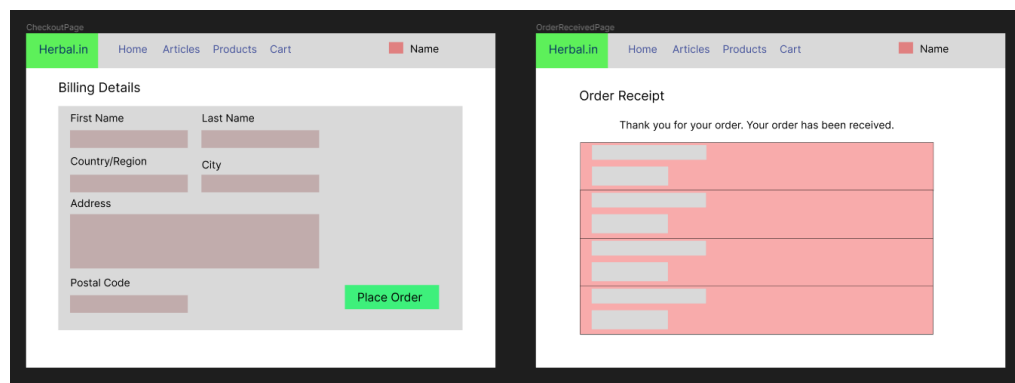 CheckoutPage
Herbal.in Home Articles Products Cart Name
Billing Details
First Name Last Name
Country/Region City
Address
Postal Code
Place Order
OrderReceivedPage
Herbal.in Home Articles Products Cart Name
Order Receipt
Thank you for your order. Your order has been received.